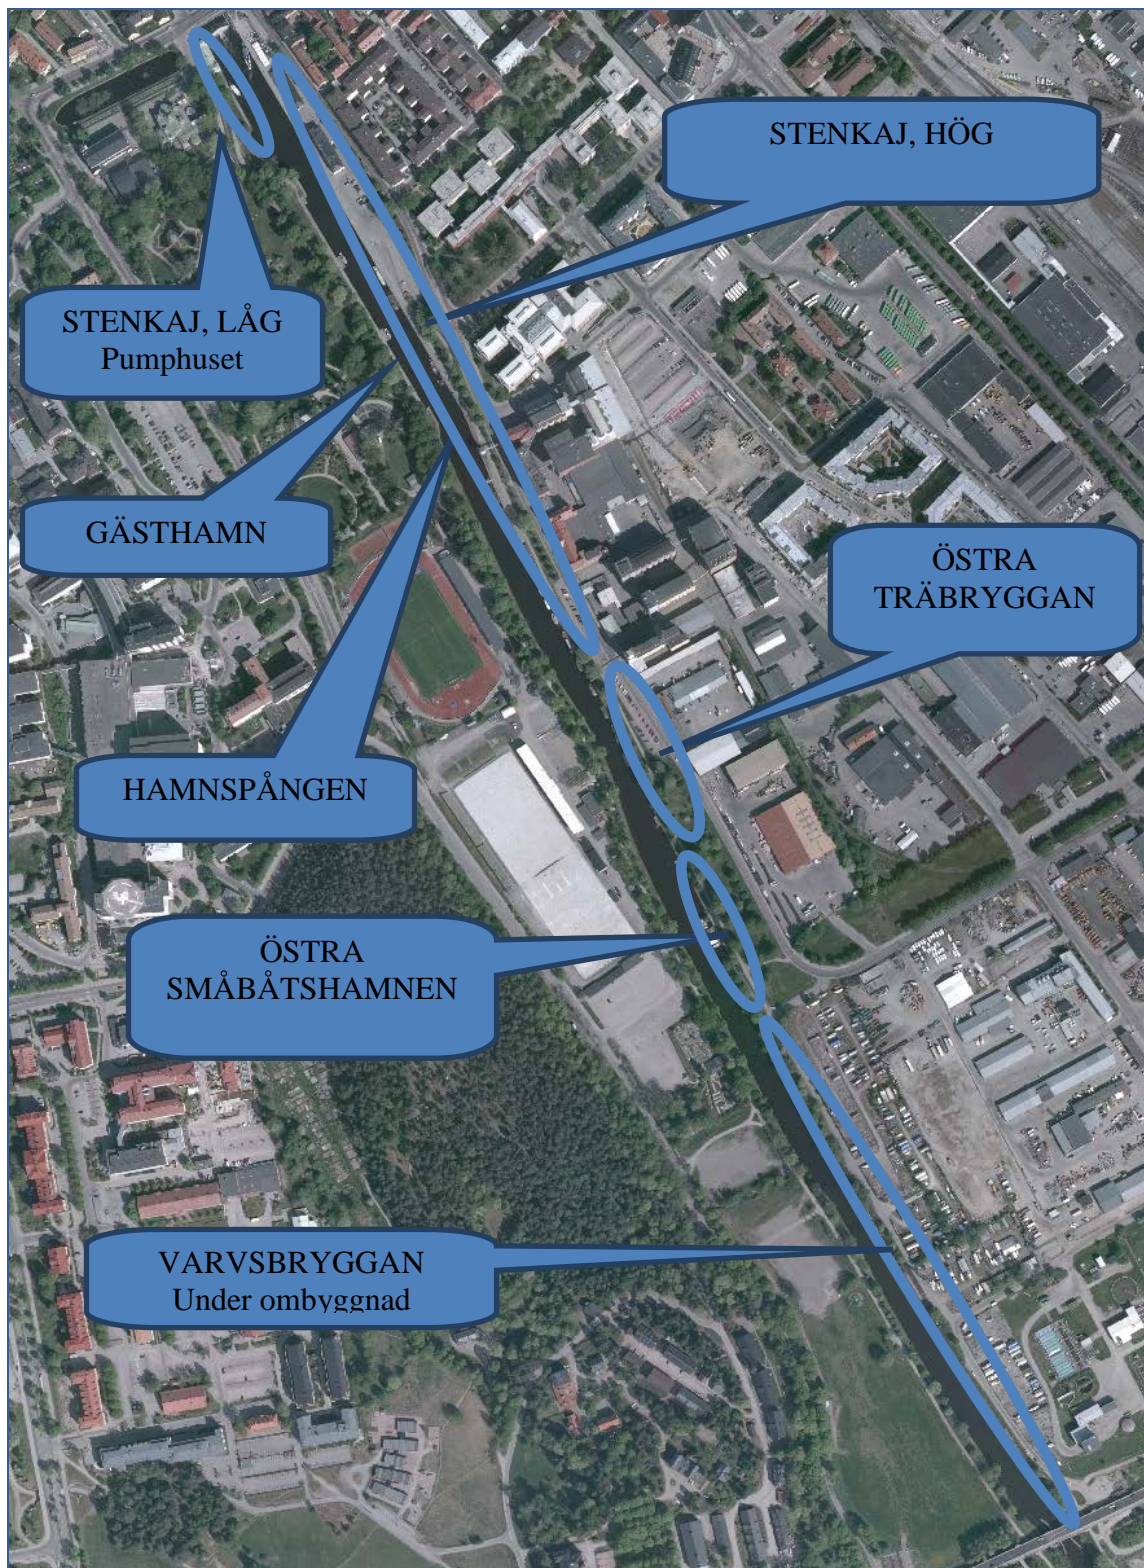 STENKAJ, HÖG
STENKAJ, LÅG
Pumphuset
GÄSTHAMN
ÖSTRA
TRÄBRYGGAN
HAMNSPÅNGEN
ÖSTRA
SMÅBÅTSHAMNEN
VARVSBRYGGAN
Under ombyggnad